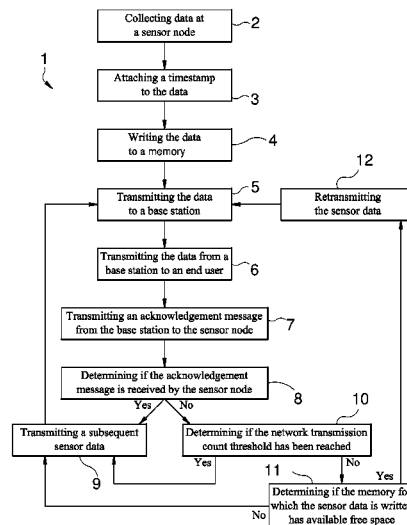 Collecting data at
a sensor node
2
1
Attaching a timestamp
to the data
3
Writing the data
to a memory
4
12
Transmitting the data
to a base station
5
Retransmitting
the sensor data
Transmitting the data from a
base station to an end user
6
Transmitting an acknowledgement message
from the base station to the sensor node
7
Determining if the acknowledgement
message is received by the sensor node
8
Yes
No
10
Transmitting a subsequent
sensor data
9
Determining if the network transmission
count threshold has been reached
Yes
No
11
Yes
No
Determining if the memory for
which the sensor data is written
has available free space